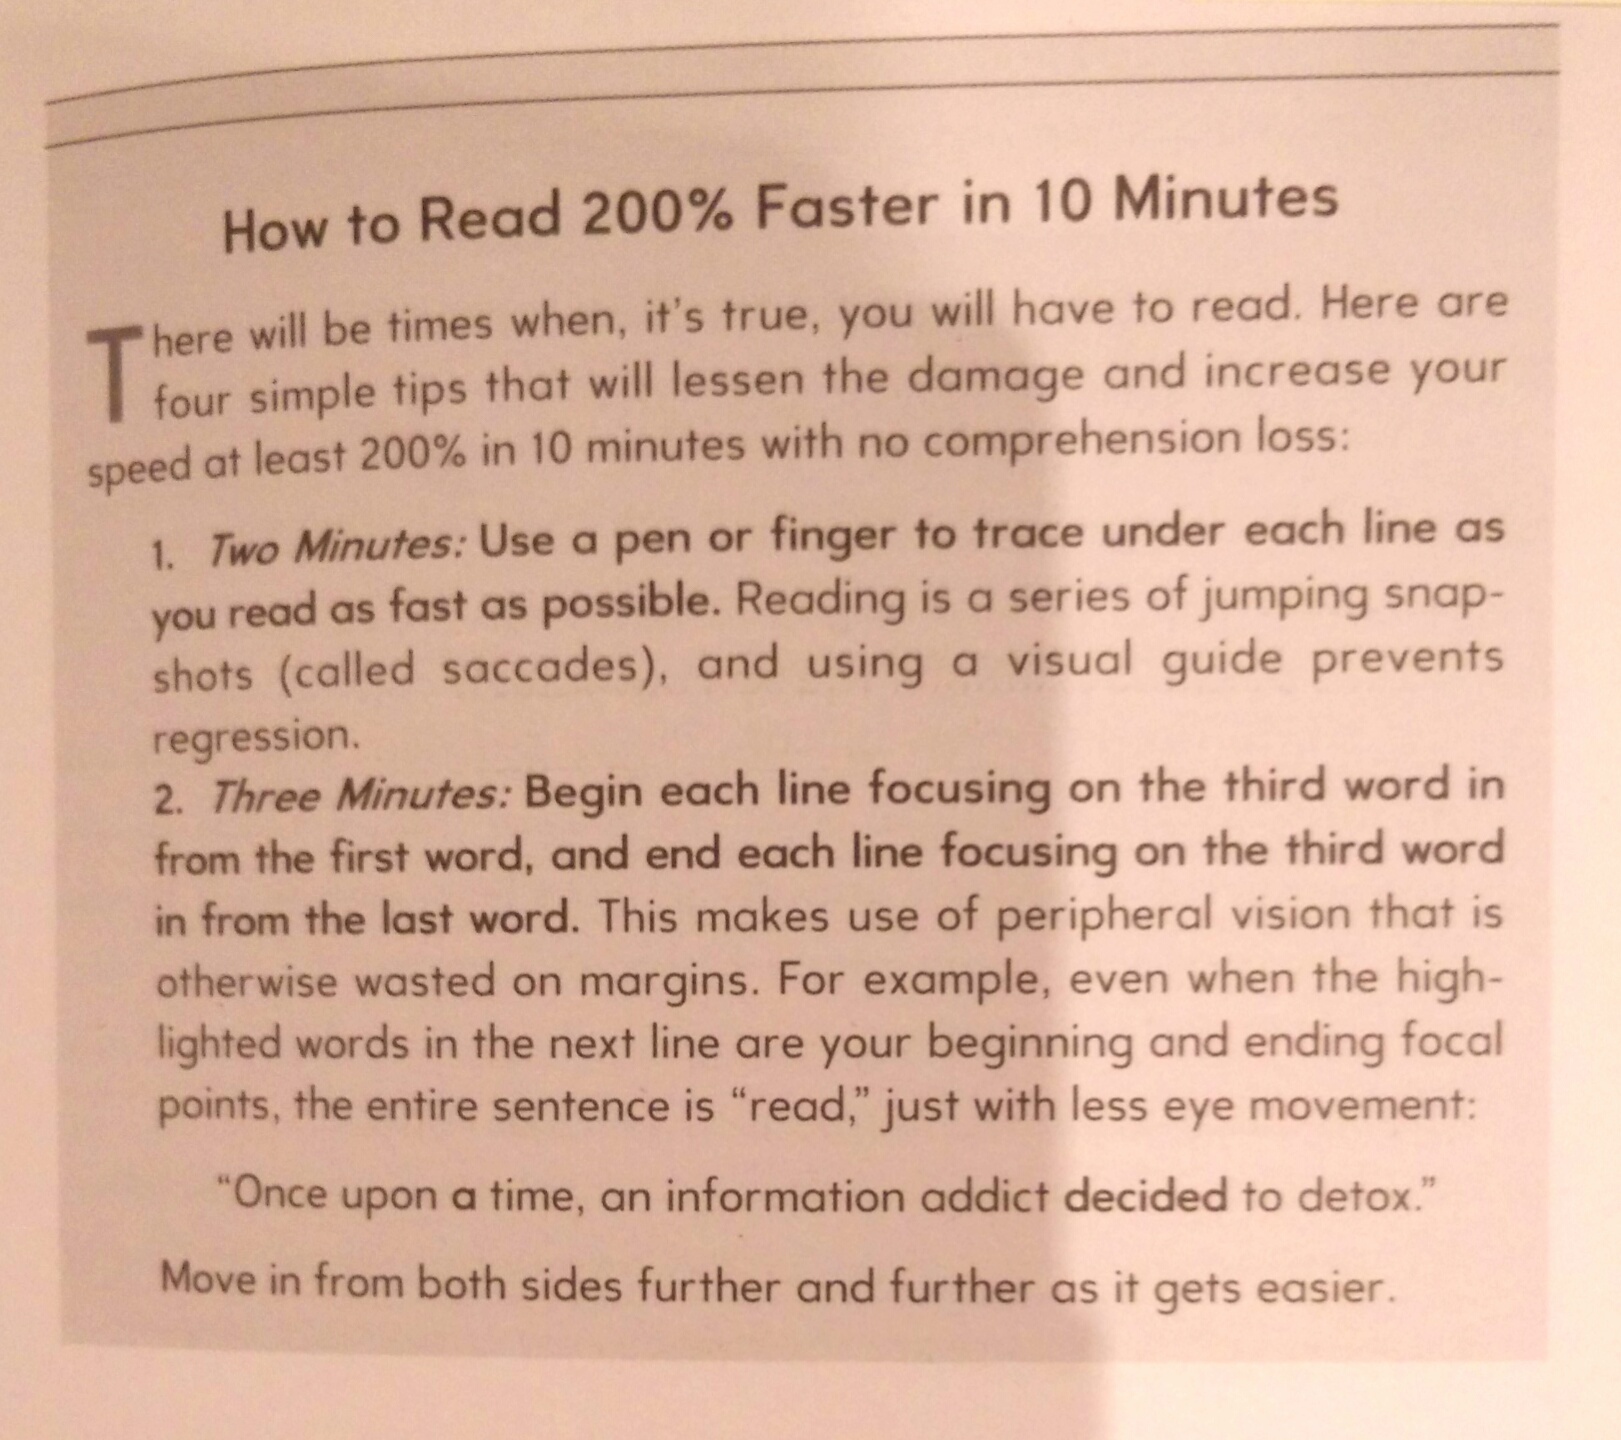 How to Read 200% Faster in 10 Minutes
There will be times when, it's true, you will have to read. Here are
four simple tips that will lessen the damage and increase your
speed at least 200% in 10 minutes with no comprehension loss:
1. Two Minutes: Use a pen or finger to trace under each line as
you read as fast as possible. Reading is a series of jumping snap-
shots (called saccades), and using a visual guide prevents
regression.
2. Three Minutes: Begin each line focusing on the third word in
from the first word, and end each line focusing on the third word
in from the last word. This makes use of peripheral vision that is
otherwise wasted on margins. For example, even when the high-
lighted words in the next line are your beginning and ending focal
points, the entire sentence is “read,” just with less eye movement:
“Once upon a time, an information addict decided to detox.”
Move in from both sides further and further as it gets easier.